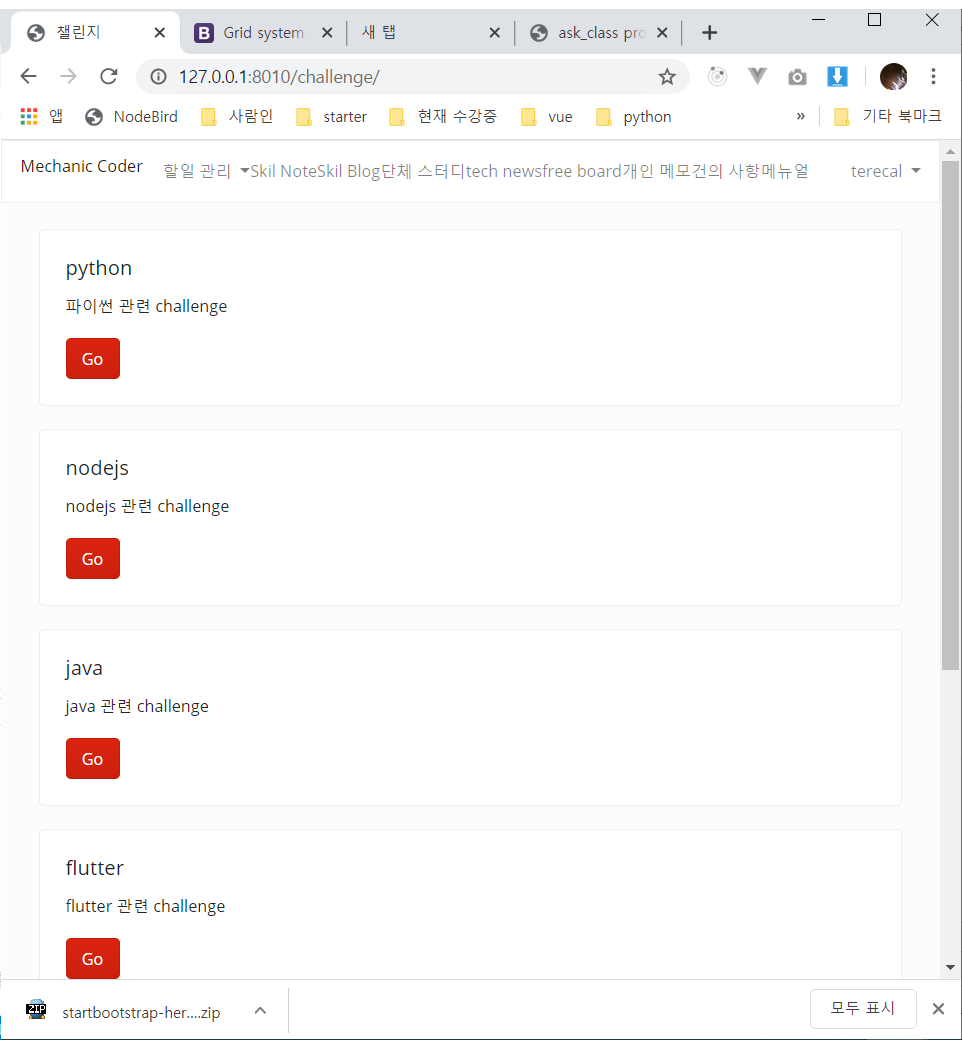 챌린지 Grid system 새 탭 ask_class pro
127.0.0.1:8010/challenge/
앱 NodeBird 사람인 starter 현재 수강중 vue python » 기타 북마크
Mechanic Coder 할일 관리 Skil NoteSkil Blog단체 스터디tech newsfree board개인 메모건의 사항메뉴얼 terecal
python
파이썬 관련 challenge
Go
nodejs
nodejs 관련 challenge
Go
java
java 관련 challenge
Go
flutter
flutter 관련 challenge
Go
startbootstrap-her....zip 모두 표시